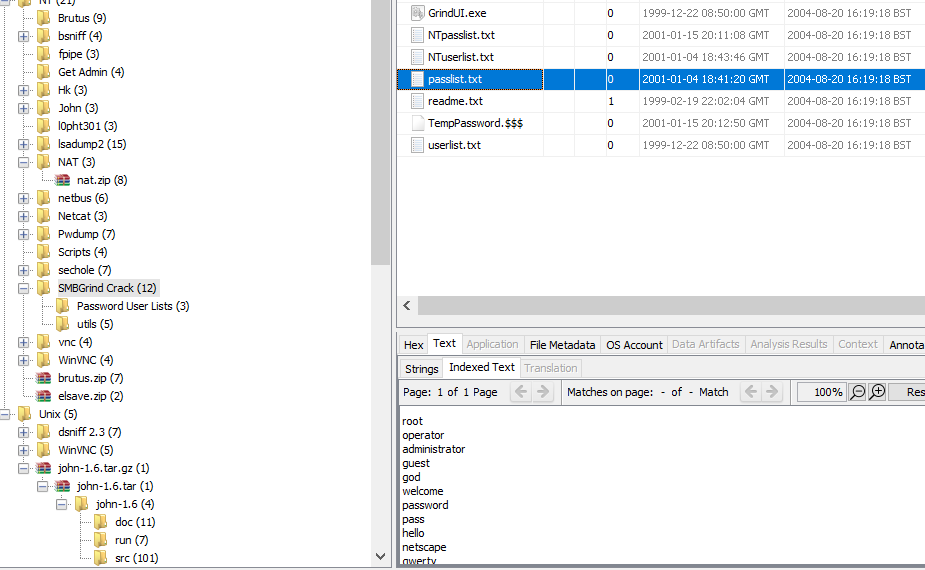 NT (21)
Brutus (9)
bsniff (4)
fpipe (3)
Get Admin (4)
Hk (3)
John (3)
l0pht301 (3)
lsadump2 (15)
NAT (3)
nat.zip (8)
netbus (6)
Netcat (3)
Pwdump (7)
Scripts (4)
sechole (7)
SMBGrind Crack (12)
Password User Lists (3)
utils (5)
vnc (4)
WinVNC (4)
brutus.zip (7)
elsave.zip (2)
Unix (5)
dsniff 2.3 (7)
WinVNC (5)
john-1.6.tar.gz (1)
john-1.6.tar (1)
john-1.6 (4)
doc (11)
run (7)
src (101)
GrindUI.exe 0 1999-12-22 08:50:00 GMT 2004-08-20 16:19:18 BST
NTpasslist.txt 0 2001-01-15 20:11:08 GMT 2004-08-20 16:19:18 BST
NTuserlist.txt 0 2001-01-04 18:43:46 GMT 2004-08-20 16:19:18 BST
passlist.txt 0 2001-01-04 18:41:20 GMT 2004-08-20 16:19:18 BST
readme.txt 1 1999-02-19 22:02:04 GMT 2004-08-20 16:19:18 BST
TempPassword.$$$ 0 2001-01-15 20:12:50 GMT 2004-08-20 16:19:18 BST
userlist.txt 0 1999-12-22 08:50:00 GMT 2004-08-20 16:19:18 BST
Hex Text Application File Metadata OS Account Data Artifacts Analysis Results Context Annota
Strings Indexed Text Translation
Page: 1 of 1 Page Matches on page: - of - Match 100% Res
root
operator
administrator
guest
god
welcome
password
pass
hello
netscape
qwerty